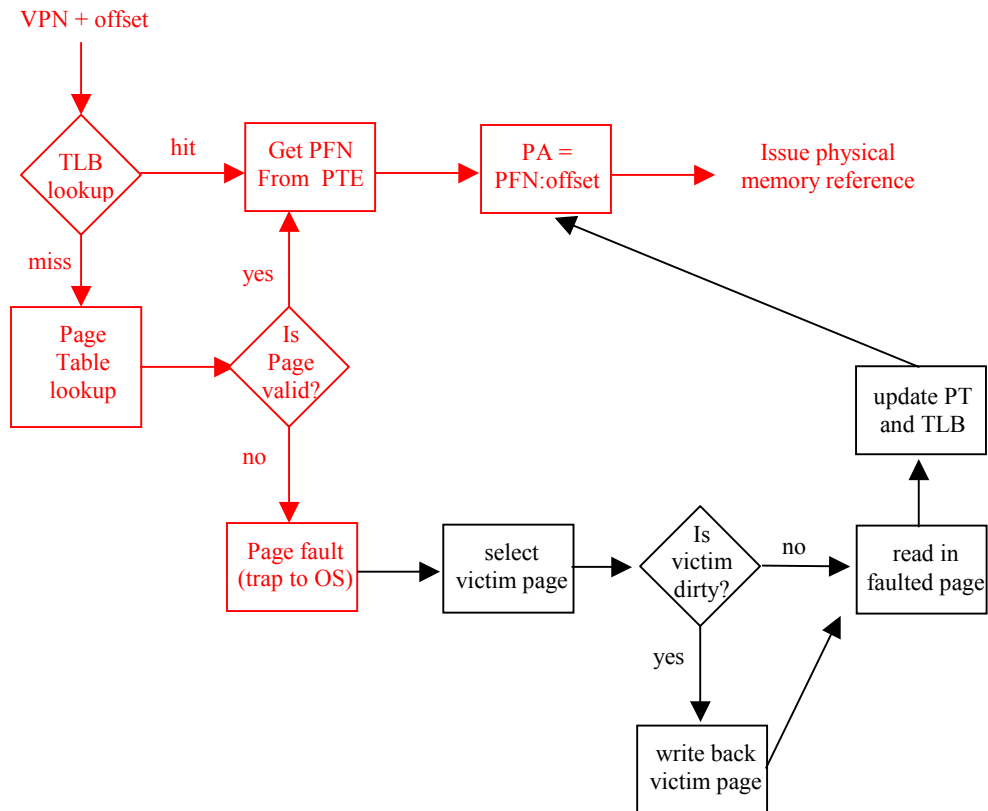 VPN + offset
TLB
lookup
hit
Get PFN
From PTE
PA =
PFN:offset
Issue physical
memory reference
miss
yes
Page
Table
lookup
Is
Page
valid?
update PT
and TLB
no
Page fault
(trap to OS)
select
victim page
Is
victim
dirty?
no
read in
faulted page
yes
write back
victim page